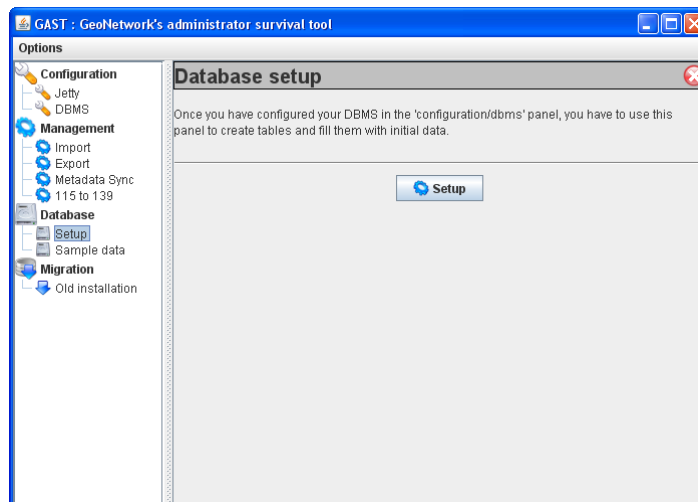 GAST : GeoNetwork's administrator survival tool
Options
Configuration
Jetty
DBMS
Management
Import
Export
Metadata Sync
115 to 139
Database
Setup
Sample data
Migration
Old installation
Database setup
Once you have configured your DBMS in the 'configuration/dbms' panel, you have to use this
panel to create tables and fill them with initial data.
Setup